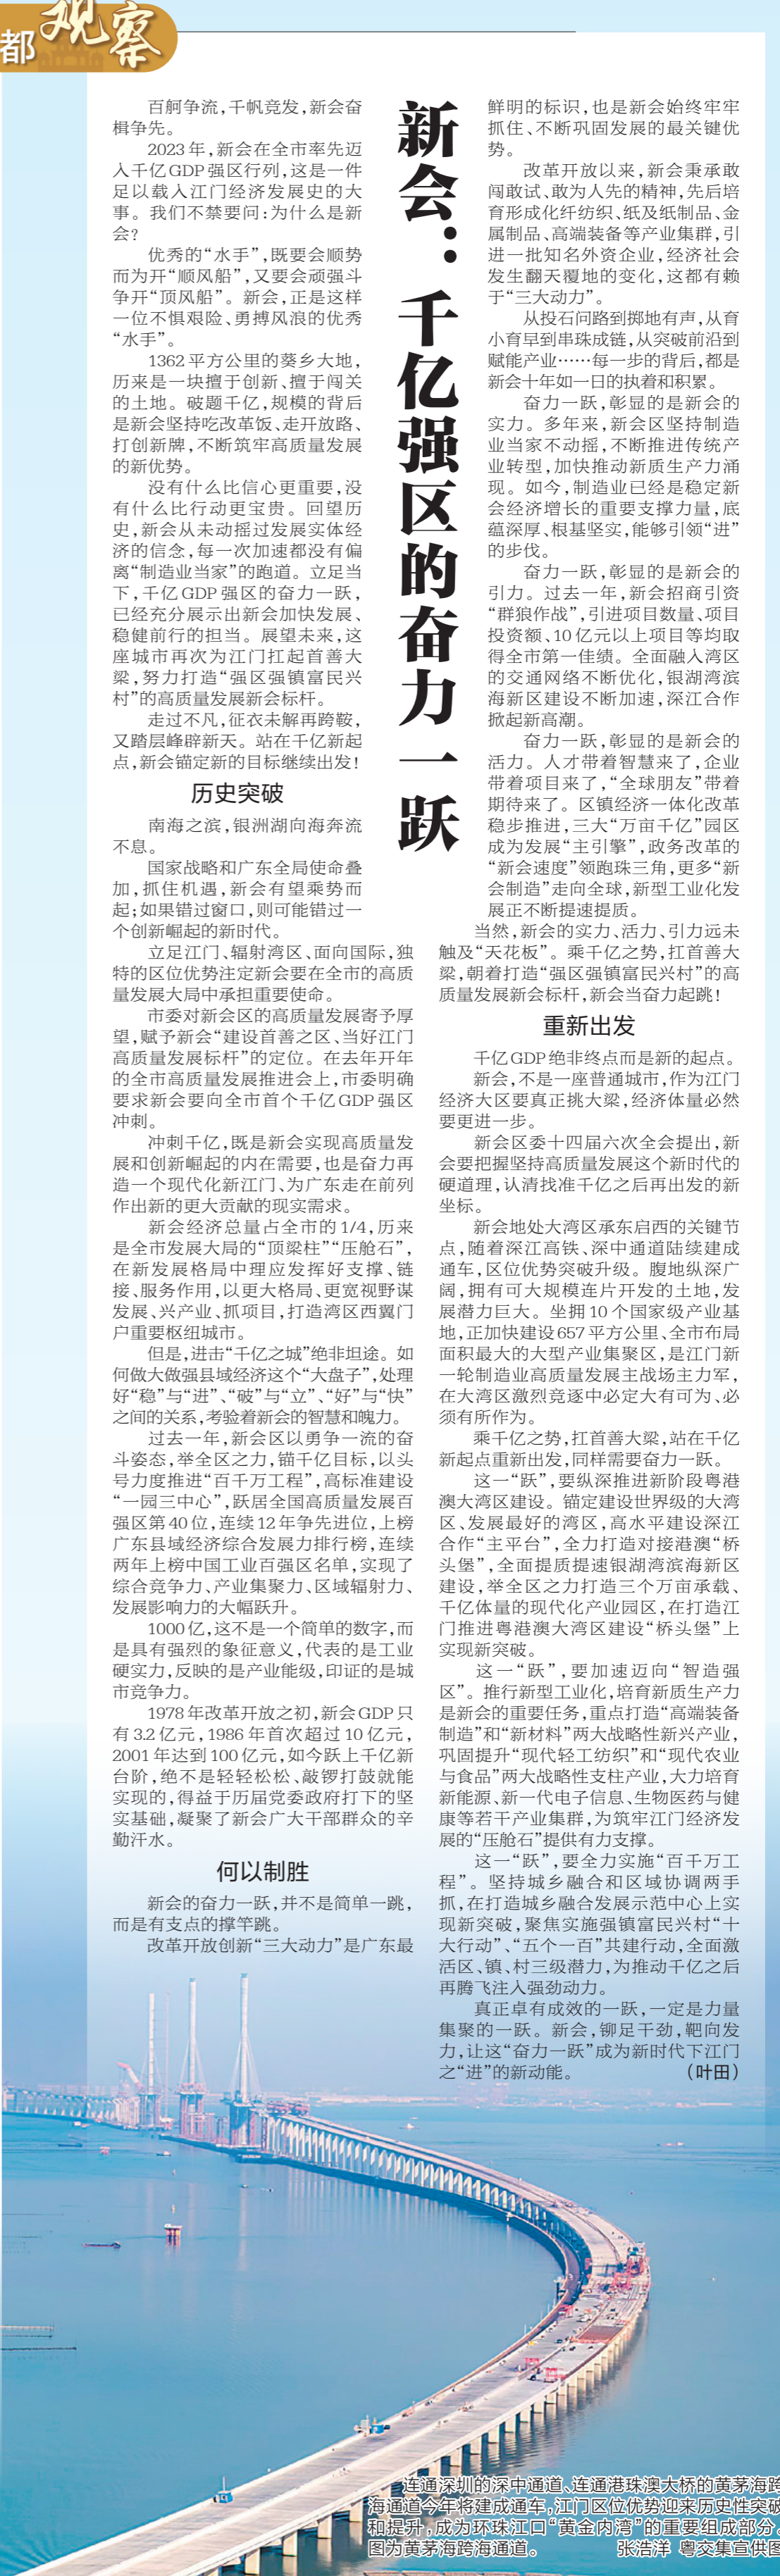 都
观察
新会：千亿强区的奋力一跃
百舸争流，千帆竞发，新会奋
楫争先。
2023年，新会在全市率先迈
入千亿GDP强区行列，这是一件
足以载入江门经济发展史的大
事。我们不禁要问：为什么是新
会？
优秀的“水手”，既要会顺势
而为开“顺风船”，又要会顽强斗
争开“顶风船”。新会，正是这样
一位不惧艰险、勇搏风浪的优秀
“水手”。
1362平方公里的葵乡大地，
历来是一块擅于创新、擅于闯关
的土地。破题千亿，规模的背后
是新会坚持吃改革饭、走开放路、
打创新牌，不断筑牢高质量发展
的新优势。
没有什么比信心更重要，没
有什么比行动更宝贵。回望历
史，新会从未动摇过发展实体经
济的信念，每一次加速都没有偏
离“制造业当家”的跑道。立足当
下，千亿GDP强区的奋力一跃，
已经充分展示出新会加快发展、
稳健前行的担当。展望未来，这
座城市再次为江门扛起首善大
梁，努力打造“强区强镇富民兴
村”的高质量发展新会标杆。
走过不凡，征衣未解再跨鞍，
又踏层峰辟新天。站在千亿新起
点，新会锚定新的目标继续出发！
历史突破
南海之滨，银洲湖向海奔流
不息。
国家战略和广东全局使命叠
加，抓住机遇，新会有望乘势而
起；如果错过窗口，则可能错过一
个创新崛起的新时代。
立足江门、辐射湾区、面向国际，独
特的区位优势注定新会要在全市的高质
量发展大局中承担重要使命。
市委对新会区的高质量发展寄予厚
望，赋予新会“建设首善之区、当好江门
高质量发展标杆”的定位。在去年开年
的全市高质量发展推进会上，市委明确
要求新会要向全市首个千亿GDP强区
冲刺。
冲刺千亿，既是新会实现高质量发
展和创新崛起的内在需要，也是奋力再
造一个现代化新江门、为广东走在前列
作出新的更大贡献的现实需求。
新会经济总量占全市的1/4，历来
是全市发展大局的“顶梁柱”“压舱石”，
在新发展格局中理应发挥好支撑、链
接、服务作用，以更大格局、更宽视野谋
发展、兴产业、抓项目，打造湾区西翼门
户重要枢纽城市。
但是，进击“千亿之城”绝非坦途。如
何做大做强县域经济这个“大盘子”，处理
好“稳”与“进”、“破”与“立”、“好”与“快”
之间的关系，考验着新会的智慧和魄力。
过去一年，新会区以勇争一流的奋
斗姿态，举全区之力，锚千亿目标，以头
号力度推进“百千万工程”，高标准建设
“一园三中心”，跃居全国高质量发展百
强区第40位，连续12年争先进位，上榜
广东县域经济综合发展力排行榜，连续
两年上榜中国工业百强区名单，实现了
综合竞争力、产业集聚力、区域辐射力、
发展影响力的大幅跃升。
1000亿，这不是一个简单的数字，而
是具有强烈的象征意义，代表的是工业
硬实力，反映的是产业能级，印证的是城
市竞争力。
1978年改革开放之初，新会GDP只
有3.2亿元，1986年首次超过10亿元，
2001年达到100亿元，如今跃上千亿新
台阶，绝不是轻轻松松、敲锣打鼓就能
实现的，得益于历届党委政府打下的坚
实基础，凝聚了新会广大干部群众的辛
勤汗水。
何以制胜
新会的奋力一跃，并不是简单一跳，
而是有支点的撑竿跳。
改革开放创新“三大动力”是广东最
鲜明的标识，也是新会始终牢牢
抓住、不断巩固发展的最关键优
势。
改革开放以来，新会秉承敢
闯敢试、敢为人先的精神，先后培
育形成化纤纺织、纸及纸制品、金
属制品、高端装备等产业集群，引
进一批知名外资企业，经济社会
发生翻天覆地的变化，这都有赖
于“三大动力”。
从投石问路到掷地有声，从育
小育早到串珠成链，从突破前沿到
赋能产业……每一步的背后，都是
新会十年如一日的执着和积累。
奋力一跃，彰显的是新会的
实力。多年来，新会区坚持制造
业当家不动摇，不断推进传统产
业转型，加快推动新质生产力涌
现。如今，制造业已经是稳定新
会经济增长的重要支撑力量，底
蕴深厚、根基坚实，能够引领“进”
的步伐。
奋力一跃，彰显的是新会的
引力。过去一年，新会招商引资
“群狼作战”，引进项目数量、项目
投资额、10亿元以上项目等均取
得全市第一佳绩。全面融入湾区
的交通网络不断优化，银湖湾滨
海新区建设不断加速，深江合作
掀起新高潮。
奋力一跃，彰显的是新会的
活力。人才带着智慧来了，企业
带着项目来了，“全球朋友”带着
期待来了。区镇经济一体化改革
稳步推进，三大“万亩千亿”园区
成为发展“主引擎”，政务改革的
“新会速度”领跑珠三角，更多“新
会制造”走向全球，新型工业化发
展正不断提速提质。
当然，新会的实力、活力、引力远未
触及“天花板”。乘千亿之势，扛首善大
梁，朝着打造“强区强镇富民兴村”的高
质量发展新会标杆，新会当奋力起跳！
重新出发
千亿GDP绝非终点而是新的起点。
新会，不是一座普通城市，作为江门
经济大区要真正挑大梁，经济体量必然
要更进一步。
新会区委十四届六次全会提出，新
会要把握坚持高质量发展这个新时代的
硬道理，认清找准千亿之后再出发的新
坐标。
新会地处大湾区承东启西的关键节
点，随着深江高铁、深中通道陆续建成
通车，区位优势突破升级。腹地纵深广
阔，拥有可大规模连片开发的土地，发
展潜力巨大。坐拥10个国家级产业基
地，正加快建设657平方公里、全市布局
面积最大的大型产业集聚区，是江门新
一轮制造业高质量发展主战场主力军，
在大湾区激烈竞逐中必定大有可为、必
须有所作为。
乘千亿之势，扛首善大梁，站在千亿
新起点重新出发，同样需要奋力一跃。
这一“跃”，要纵深推进新阶段粤港
澳大湾区建设。锚定建设世界级的大湾
区、发展最好的湾区，高水平建设深江
合作“主平台”，全力打造对接港澳“桥
头堡”，全面提质提速银湖湾滨海新区
建设，举全区之力打造三个万亩承载、
千亿体量的现代化产业园区，在打造江
门推进粤港澳大湾区建设“桥头堡”上
实现新突破。
这一“跃”，要加速迈向“智造强
区”。推行新型工业化，培育新质生产力
是新会的重要任务，重点打造“高端装备
制造”和“新材料”两大战略性新兴产业，
巩固提升“现代轻工纺织”和“现代农业
与食品”两大战略性支柱产业，大力培育
新能源、新一代电子信息、生物医药与健
康等若干产业集群，为筑牢江门经济发
展的“压舱石”提供有力支撑。
这一“跃”，要全力实施“百千万工
程”。坚持城乡融合和区域协调两手
抓，在打造城乡融合发展示范中心上实
现新突破，聚焦实施强镇富民兴村“十
大行动”、“五个一百”共建行动，全面激
活区、镇、村三级潜力，为推动千亿之后
再腾飞注入强劲动力。
真正卓有成效的一跃，一定是力量
集聚的一跃。新会，铆足干劲，靶向发
力，让这“奋力一跃”成为新时代下江门
之“进”的新动能。（叶田）
连通深圳的深中通道、连通港珠澳大桥的黄茅海跨
海通道今年将建成通车，江门区位优势迎来历史性突破
和提升，成为环珠江口“黄金内湾”的重要组成部分。
图为黄茅海跨海通道。 张浩洋 粤交集宣供图